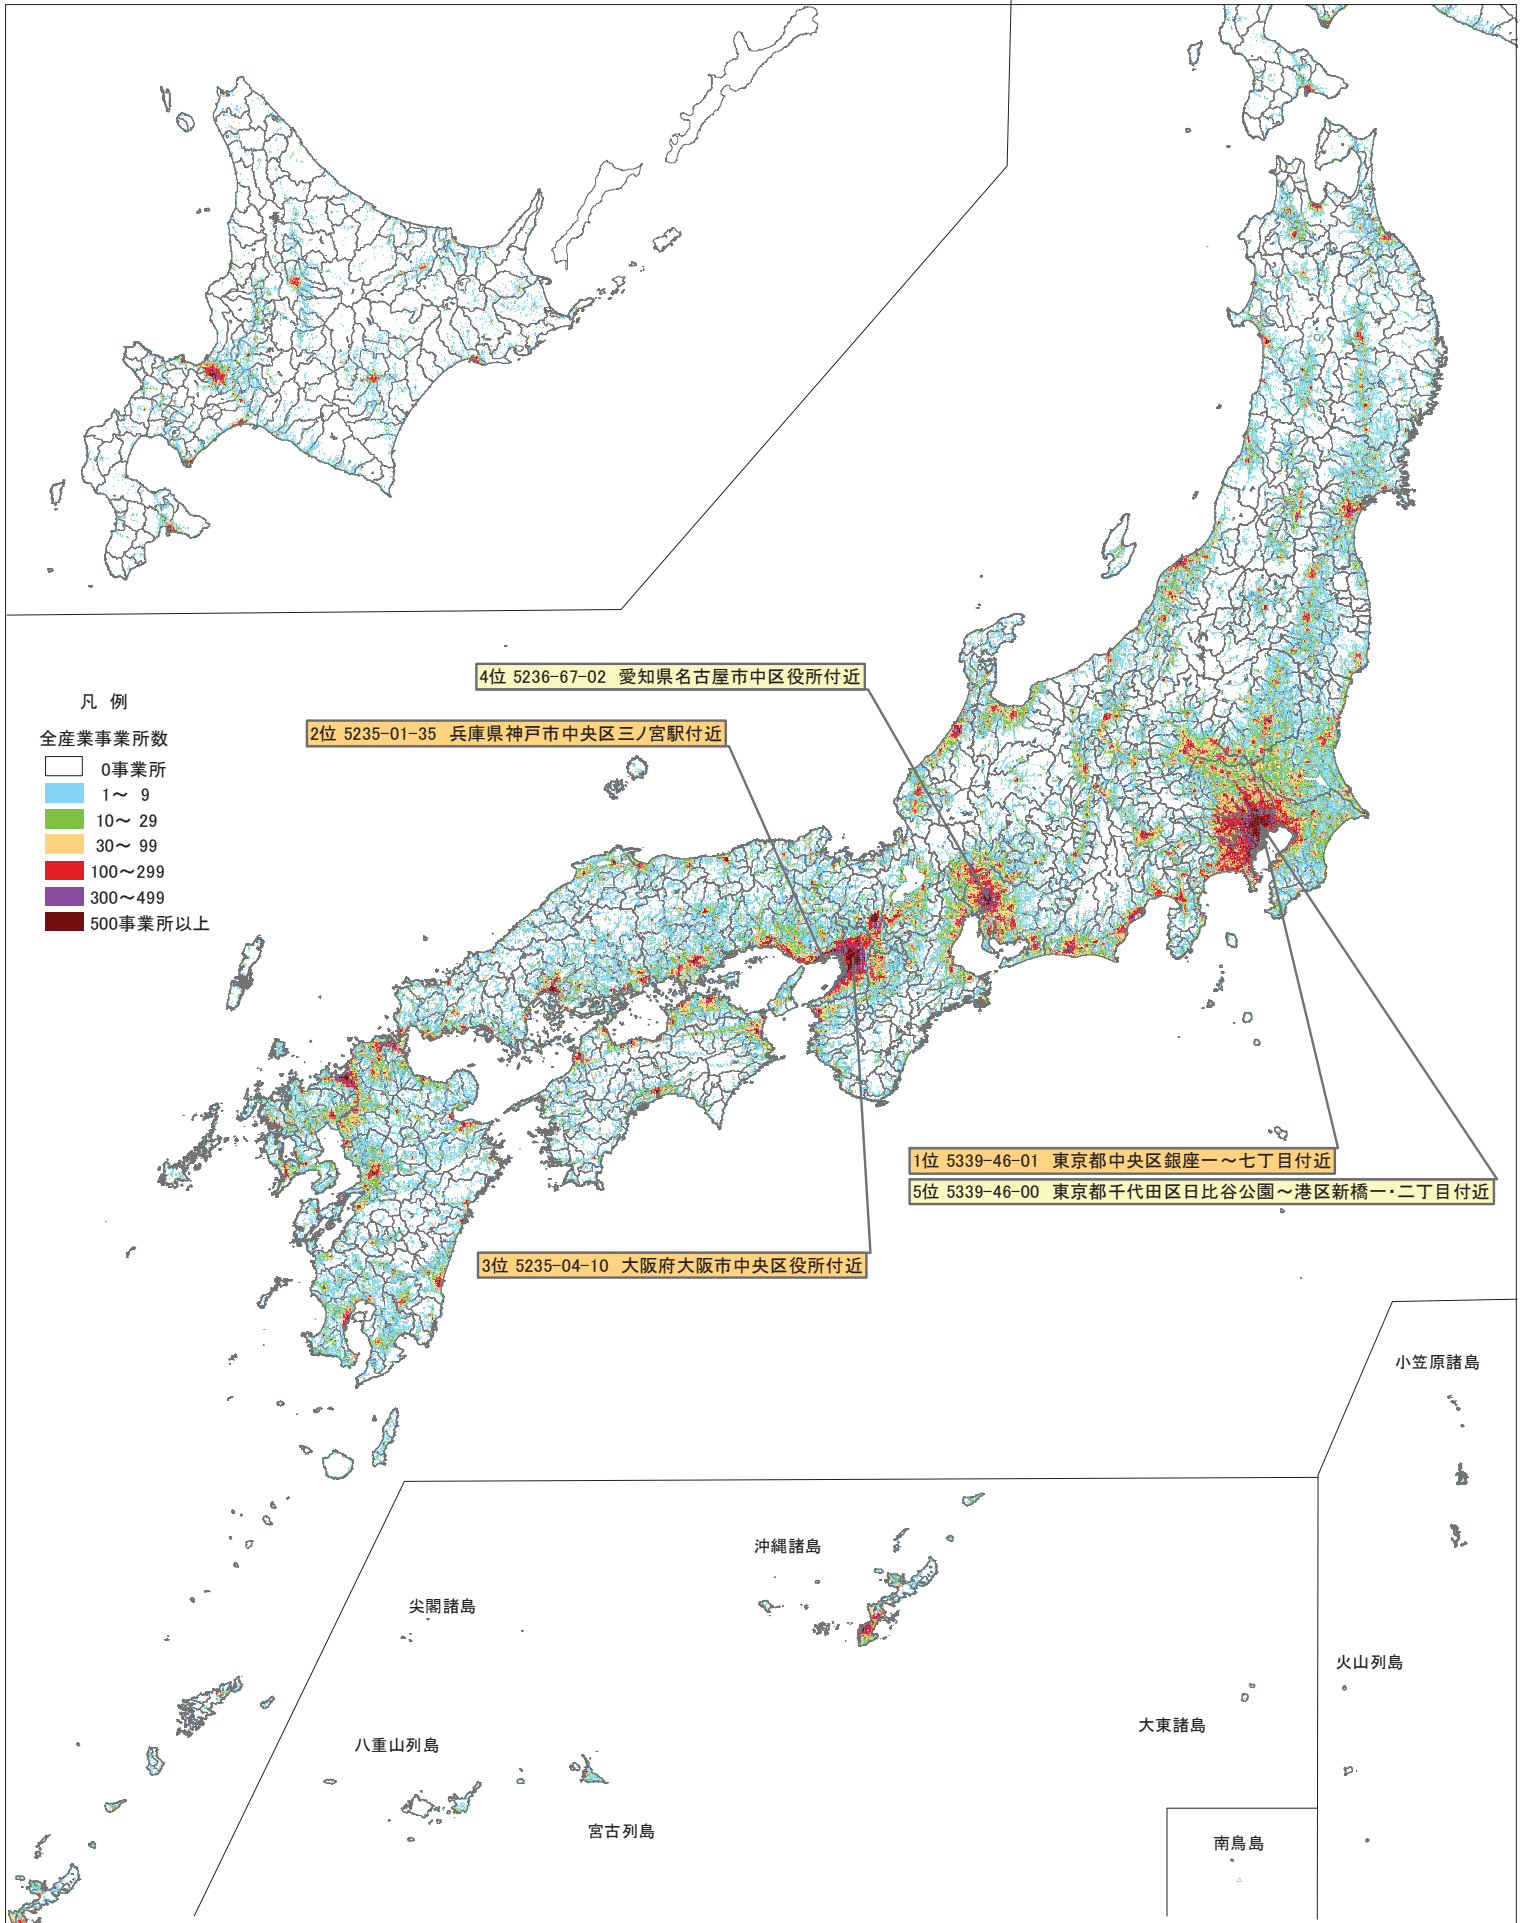 4位 5236-67-02 愛知県名古屋市中区役所付近
2位 5235-01-35 兵庫県神戸市中央区三ノ宮駅付近
凡 例
全産業事業所数
0事業所
1～ 9
10～ 29
30～ 99
100～299
300～499
500事業所以上
1位 5339-46-01 東京都中央区銀座一～七丁目付近
5位 5339-46-00 東京都千代田区日比谷公園～港区新橋一・二丁目付近
3位 5235-04-10 大阪府大阪市中央区役所付近
小笠原諸島
沖縄諸島
尖閣諸島
火山列島
大東諸島
八重山列島
宮古列島
南鳥島